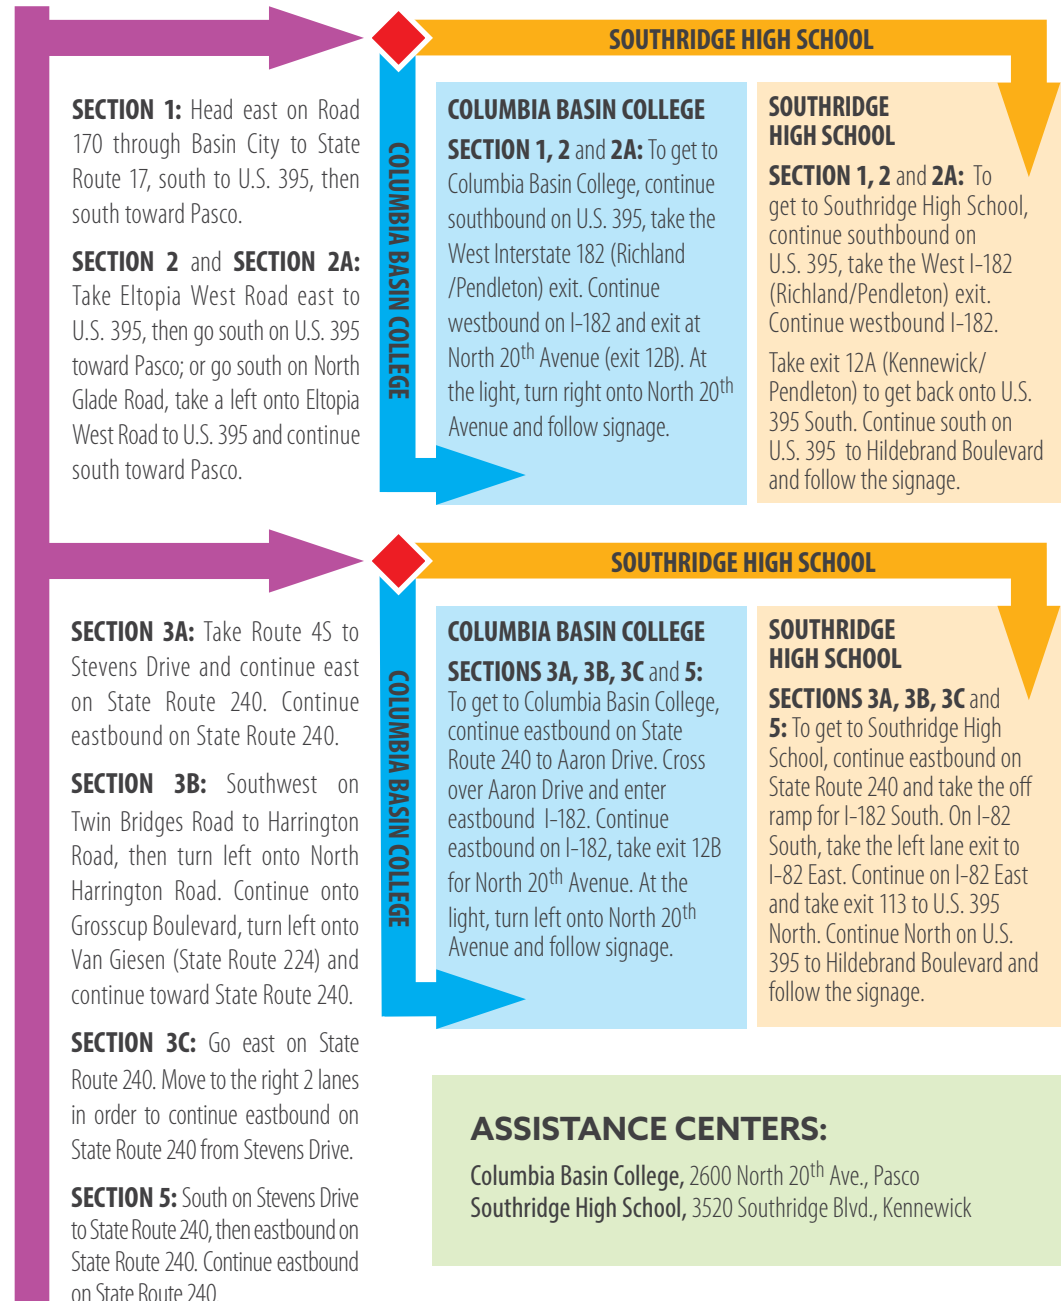 SOUTHRIDGE HIGH SCHOOL
SECTION 1: Head east on Road
170 through Basin City to State
Route 17, south to U.S. 395, then
south toward Pasco.
SECTION 2 and SECTION 2A:
Take Eltopia West Road east to
U.S. 395, then go south on U.S. 395
toward Pasco; or go south on North
Glade Road, take a left onto Eltopia
West Road to U.S. 395 and continue
south toward Pasco.
COLUMBIA BASIN COLLEGE
COLUMBIA BASIN COLLEGE
SECTION 1, 2 and 2A: To get to
Columbia Basin College, continue
southbound on U.S. 395, take the
West Interstate 182 (Richland
/Pendleton) exit. Continue
westbound on I-182 and exit at
North 20th Avenue (exit 12B). At
the light, turn right onto North 20th
Avenue and follow signage.
SOUTHRIDGE
HIGH SCHOOL
SECTION 1, 2 and 2A: To
get to Southridge High School,
continue southbound on
U.S. 395, take the West I-182
(Richland/Pendleton) exit.
Continue westbound I-182.
Take exit 12A (Kennewick/
Pendleton) to get back onto U.S.
395 South. Continue south on
U.S. 395 to Hildebrand Boulevard
and follow the signage.
SOUTHRIDGE HIGH SCHOOL
SECTION 3A: Take Route 4S to
Stevens Drive and continue east
on State Route 240. Continue
eastbound on State Route 240.
SECTION 3B: Southwest on
Twin Bridges Road to Harrington
Road, then turn left onto North
Harrington Road. Continue onto
Grosscup Boulevard, turn left onto
Van Giesen (State Route 224) and
continue toward State Route 240.
SECTION 3C: Go east on State
Route 240. Move to the right 2 lanes
in order to continue eastbound on
State Route 240 from Stevens Drive.
SECTION 5: South on Stevens Drive
to State Route 240, then eastbound on
State Route 240. Continue eastbound
on State Route 240
COLUMBIA BASIN COLLEGE
COLUMBIA BASIN COLLEGE
SECTIONS 3A, 3B, 3C and 5:
To get to Columbia Basin College,
continue eastbound on State
Route 240 to Aaron Drive. Cross
over Aaron Drive and enter
eastbound I-182. Continue
eastbound on I-182, take exit 12B
for North 20th Avenue. At the
light, turn left onto North 20th
Avenue and follow signage.
SOUTHRIDGE
HIGH SCHOOL
SECTIONS 3A, 3B, 3C and
5: To get to Southridge High
School, continue eastbound on
State Route 240 and take the off
ramp for I-182 South. On I-82
South, take the left lane exit to
I-82 East. Continue on I-82 East
and take exit 113 to U.S. 395
North. Continue North on U.S.
395 to Hildebrand Boulevard and
follow the signage.
ASSISTANCE CENTERS:
Columbia Basin College, 2600 North 20th Ave., Pasco
Southridge High School, 3520 Southridge Blvd., Kennewick